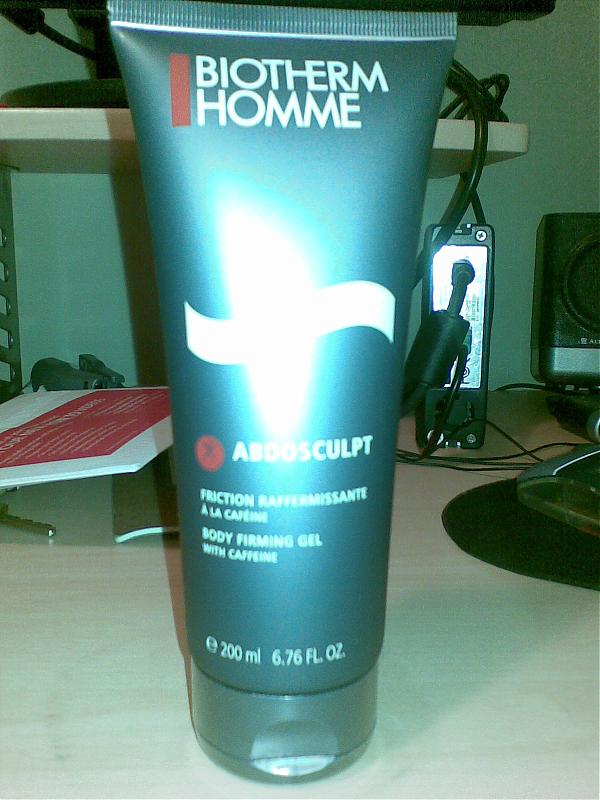 BIOTHERM
HOMME
ABDOSCULPT
FRICTION RAFFERMISSANTE
À LA CAFÉINE
BODY FIRMING GEL
WITH CAFFEINE
℮ 200 ml 6.76 FL. OZ.